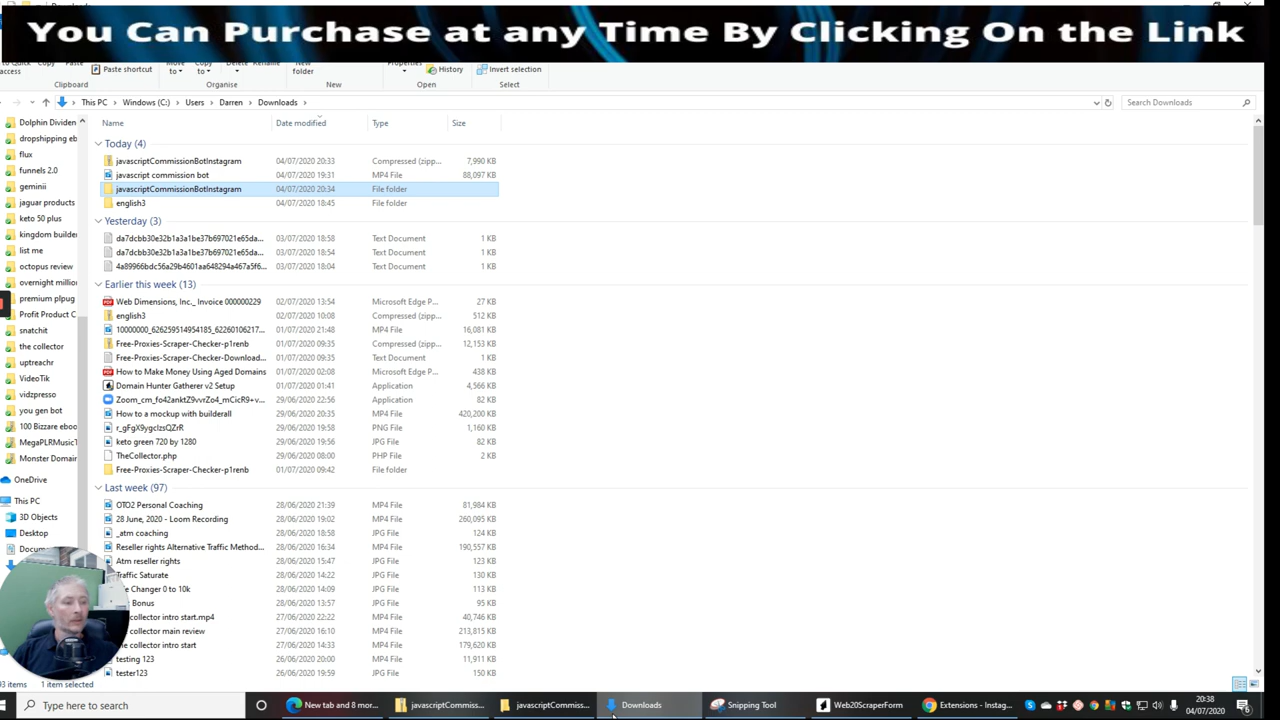 You Can Purchase at any Time By Clicking On the Link
access
Paste shortcut
to
to
folder
History
Invert selection
Clipboard
Organise
New
Open
Select
This PC > Windows (C:) > Users > Darren > Downloads >
Search Downloads
Name
Date modified
Type
Size
Dolphin Dividen
dropshipping eb
flux
funnels 2.0
geminii
jaguar products
keto 50 plus
kingdom builder
list me
octopus review
overnight millio
premium plpug
Profit Product C
snatchit
the collector
uptreachr
VideoTik
vidzpresso
you gen bot
100 Bizzare eboo
MegaPLRMusicT
Monster Domain
OneDrive
This PC
3D Objects
Desktop
Docum
Today (4)
javascriptCommissionBotInstagram 04/07/2020 20:33 Compressed (zipp... 7,990 KB
javascript commission bot 04/07/2020 19:31 MP4 File 88,097 KB
javascriptCommissionBotInstagram 04/07/2020 20:34 File folder
english3 04/07/2020 18:45 File folder
Yesterday (3)
da7dcbb30e32b1a3a1be37b697021e65da... 03/07/2020 18:58 Text Document 1 KB
da7dcbb30e32b1a3a1be37b697021e65da... 03/07/2020 18:54 Text Document 1 KB
4a89966bdc56a29b4601aa648294a467a5f6... 03/07/2020 18:04 Text Document 1 KB
Earlier this week (13)
Web Dimensions, Inc._ Invoice 000000229 02/07/2020 13:54 Microsoft Edge P... 27 KB
english3 02/07/2020 10:08 Compressed (zipp... 512 KB
10000000_626259514954185_62260106217... 01/07/2020 21:48 MP4 File 16,081 KB
Free-Proxies-Scraper-Checker-p1renb 01/07/2020 09:35 Compressed (zipp... 12,153 KB
Free-Proxies-Scraper-Checker-Download... 01/07/2020 09:35 Text Document 1 KB
How to Make Money Using Aged Domains 01/07/2020 02:08 Microsoft Edge P... 438 KB
Domain Hunter Gatherer v2 Setup 01/07/2020 01:41 Application 4,566 KB
Zoom_cm_fo42anktZ9vvrZo4_mCicR9+v... 29/06/2020 22:56 Application 82 KB
How to a mockup with builderall 29/06/2020 20:35 MP4 File 420,200 KB
r_gFgX9ygclzsQZrR 29/06/2020 19:58 PNG File 1,160 KB
keto green 720 by 1280 29/06/2020 19:56 JPG File 82 KB
TheCollector.php 29/06/2020 08:00 PHP File 2 KB
Free-Proxies-Scraper-Checker-p1renb 01/07/2020 09:42 File folder
Last week (97)
OTO2 Personal Coaching 28/06/2020 21:39 MP4 File 81,984 KB
28 June, 2020 - Loom Recording 28/06/2020 19:02 MP4 File 260,095 KB
_atm coaching 28/06/2020 18:58 JPG File 124 KB
Reseller rights Alternative Traffic Method... 28/06/2020 16:34 MP4 File 190,557 KB
Atm reseller rights 28/06/2020 15:47 JPG File 123 KB
Traffic Saturate 28/06/2020 14:22 JPG File 130 KB
e Changer 0 to 10k 28/06/2020 14:09 JPG File 113 KB
Bonus 28/06/2020 13:57 JPG File 95 KB
collector intro start.mp4 27/06/2020 22:22 MP4 File 40,746 KB
e collector main review 27/06/2020 16:10 MP4 File 213,815 KB
e collector intro start 27/06/2020 14:33 MP4 File 179,620 KB
testing 123 26/06/2020 20:00 MP4 File 11,911 KB
tester123 26/06/2020 19:59 MP4 File 150 KB
93 items 1 item selected
Type here to search
New tab and 8 mor...
javascriptCommiss...
javascriptCommiss...
Downloads
Snipping Tool
Web20ScraperForm
Extensions - Instag...
20:38
04/07/2020